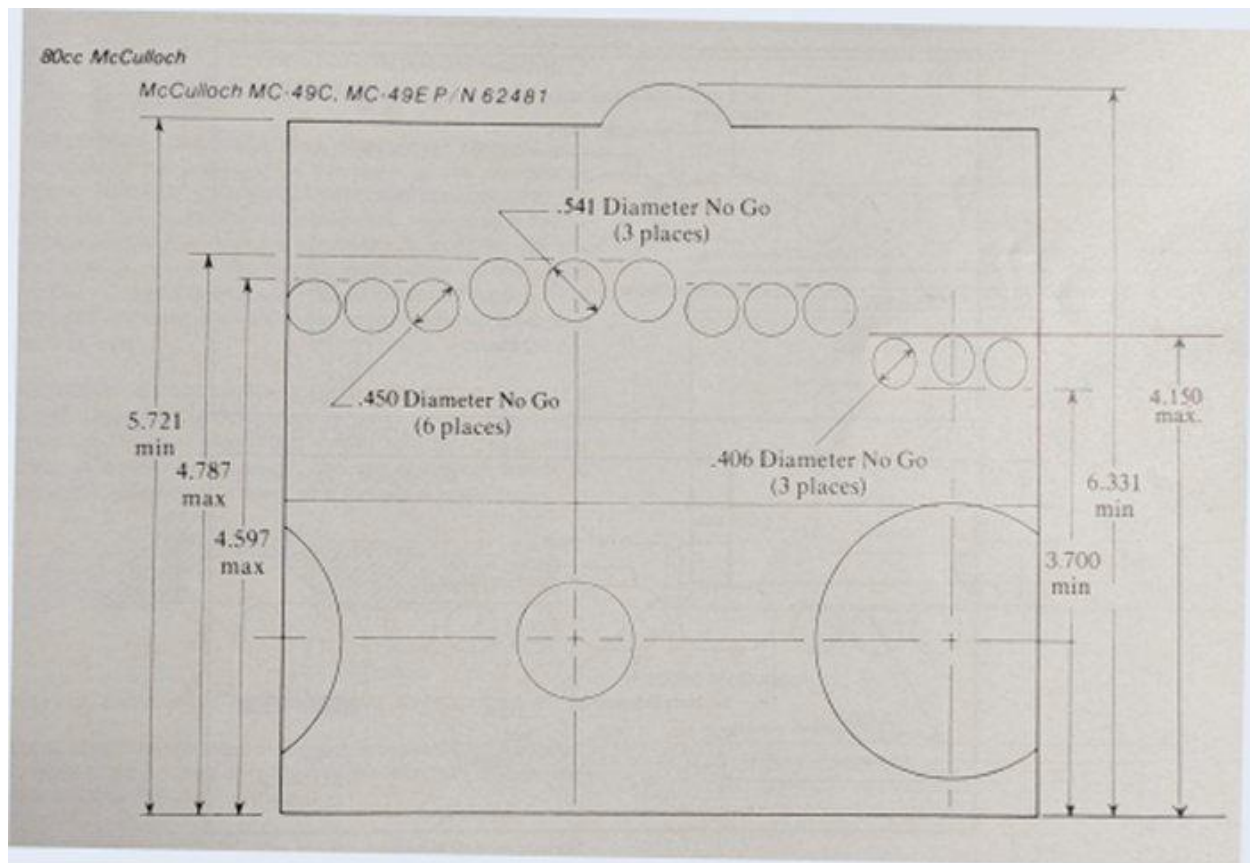 80cc McCulloch
McCulloch MC-49C, MC-49E P/N 62481
.541 Diameter No Go
(3 places)
.450 Diameter No Go
(6 places)
5.721
min
4.787
max
4.597
max
.406 Diameter No Go
(3 places)
4.150
max.
6.331
min
3.700
min